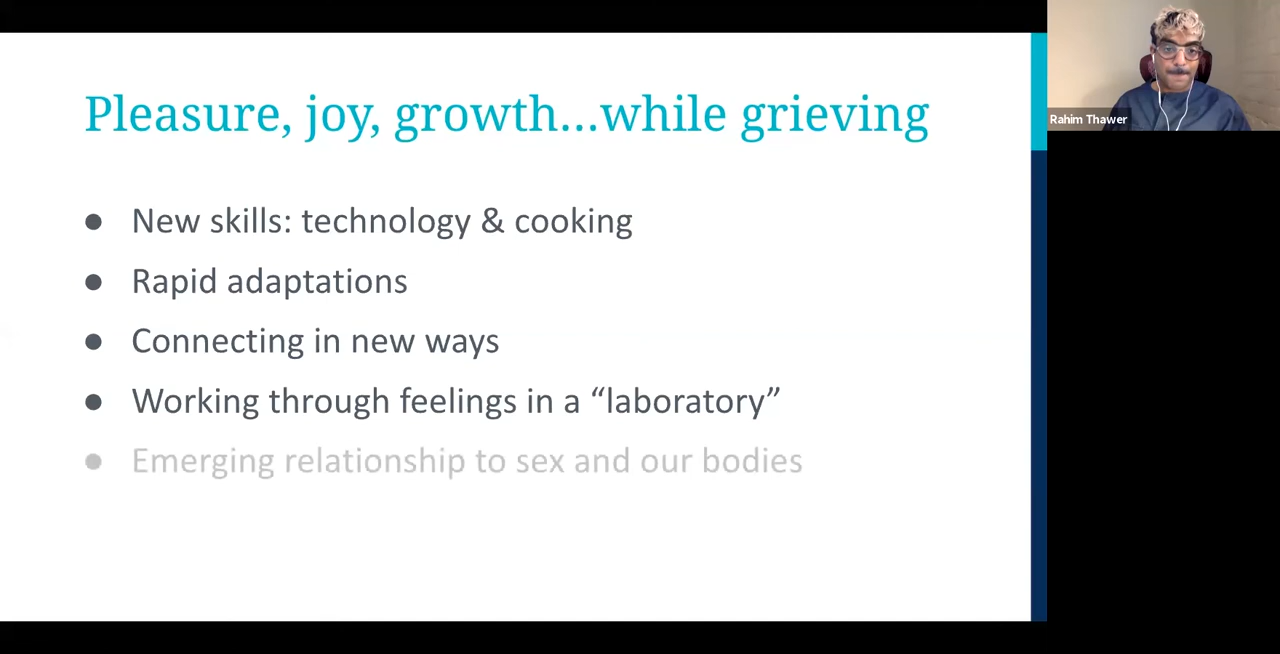 Pleasure, joy, growth...while grieving
● New skills: technology & cooking
● Rapid adaptations
● Connecting in new ways
● Working through feelings in a “laboratory”
● Emerging relationship to sex and our bodies
Rahim Thawer